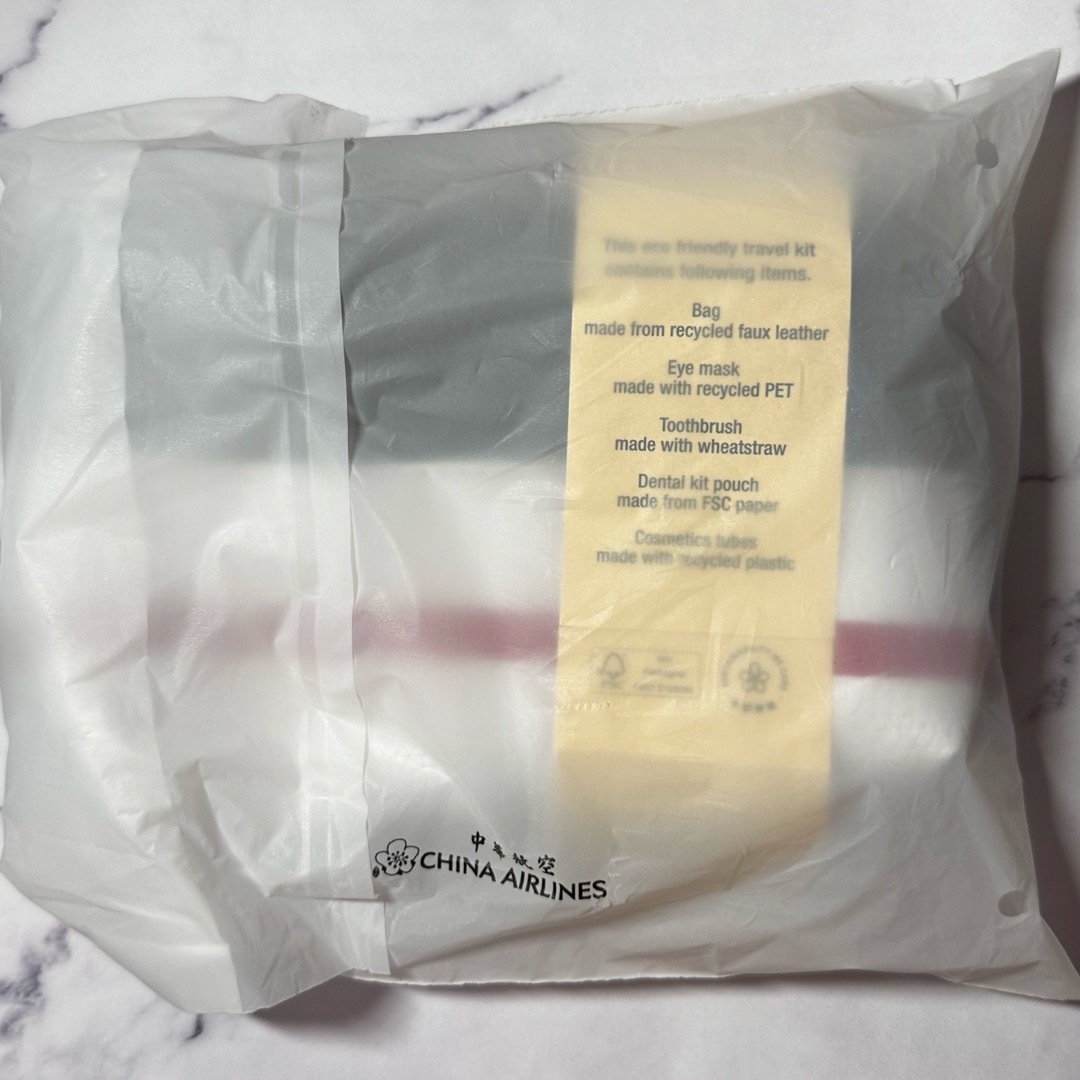 This eco friendly travel kit
contains following items.
Bag
made from recycled faux leather
Eye mask
made with recycled PET
Toothbrush
made with wheatstraw
Dental kit pouch
made from FSC paper
Cosmetics tubes
made with recycled plastic
中華航空
CHINA AIRLINES